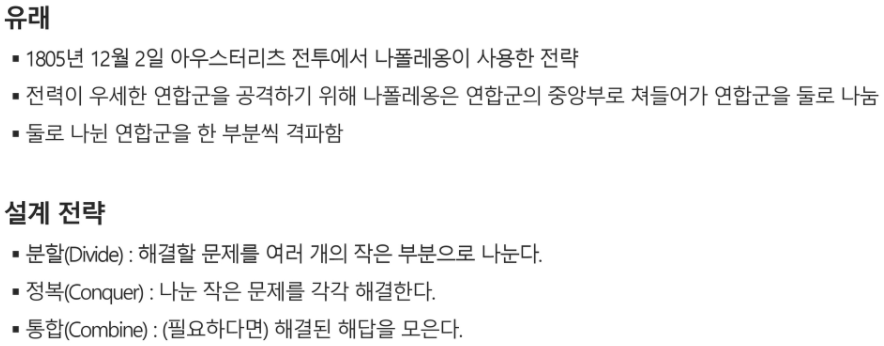 유래
▪ 1805년 12월 2일 아우스터리츠 전투에서 나폴레옹이 사용한 전략
▪ 전력이 우세한 연합군을 공격하기 위해 나폴레옹은 연합군의 중앙부로 쳐들어가 연합군을 둘로 나눔
▪ 둘로 나뉜 연합군을 한 부분씩 격파함
설계 전략
▪ 분할(Divide) : 해결할 문제를 여러 개의 작은 부분으로 나눈다.
▪ 정복(Conquer) : 나눈 작은 문제를 각각 해결한다.
▪ 통합(Combine) : (필요하다면) 해결된 해답을 모은다.